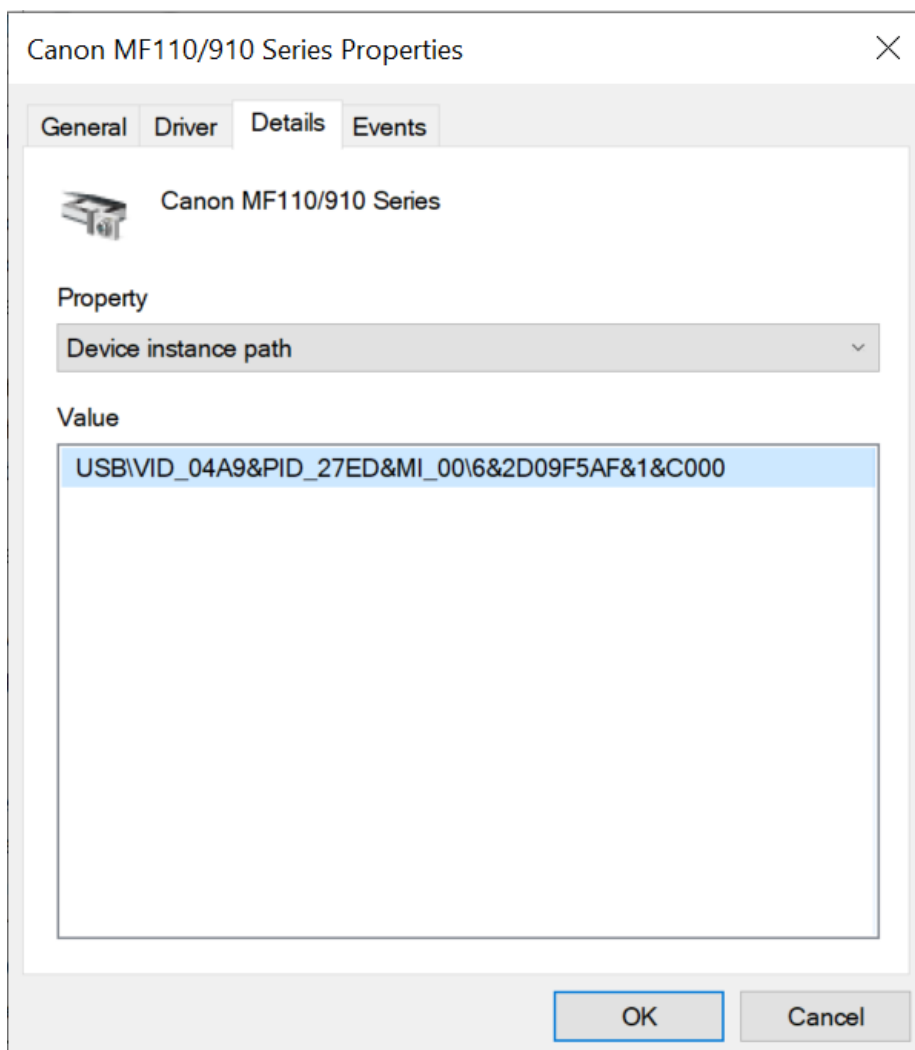 Canon MF110/910 Series Properties
General Driver Details Events
Canon MF110/910 Series
Property
Device instance path
Value
USB\VID_04A9&PID_27ED&MI_00\6&2D09F5AF&1&C000
OK Cancel